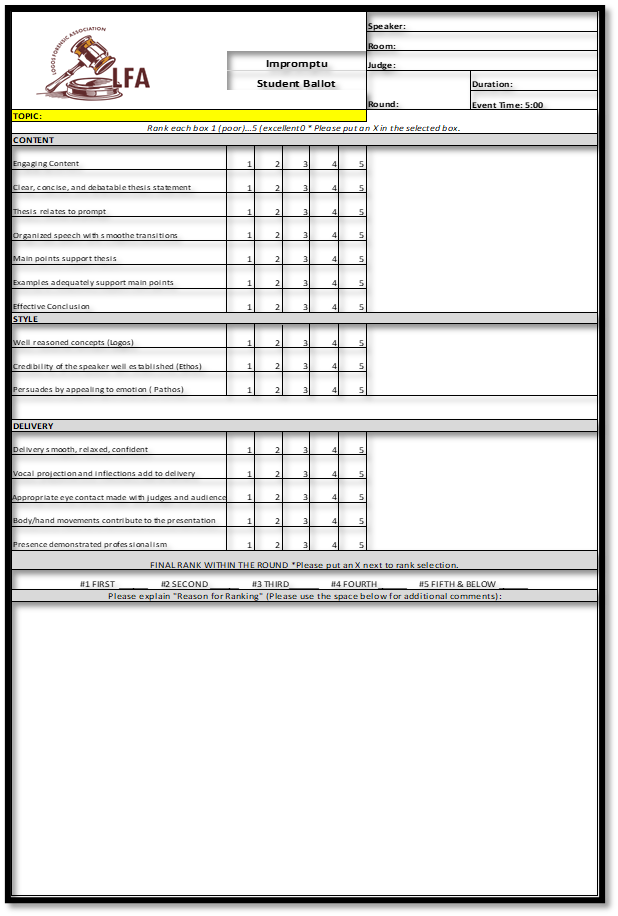 LOGOS FORENSIC ASSOCIATION
LFA
Impromptu
Student Ballot
Speaker:
Room:
Judge:
Duration:
Round:
Event Time: 5:00
TOPIC:
Rank each box 1 (poor)...5 (excellent0 * Please put an X in the selected box.
CONTENT
Engaging Content 1 2 3 4 5
Clear, concise, and debatable thesis statement 1 2 3 4 5
Thesis relates to prompt 1 2 3 4 5
Organized speech with smoothe transitions 1 2 3 4 5
Main points support thesis 1 2 3 4 5
Examples adequately support main points 1 2 3 4 5
Effective Conclusion 1 2 3 4 5
STYLE
Well reasoned concepts (Logos) 1 2 3 4 5
Credibility of the speaker well established (Ethos) 1 2 3 4 5
Persuades by appealing to emotion ( Pathos) 1 2 3 4 5
DELIVERY
Delivery smooth, relaxed, confident 1 2 3 4 5
Vocal projection and inflections add to delivery 1 2 3 4 5
Appropriate eye contact made with judges and audience 1 2 3 4 5
Body/hand movements contribute to the presentation 1 2 3 4 5
Presence demonstrated professionalism 1 2 3 4 5
FINAL RANK WITHIN THE ROUND *Please put an X next to rank selection.
#1 FIRST ______ #2 SECOND ______ #3 THIRD______ #4 FOURTH ______ #5 FIFTH & BELOW ______
Please explain "Reason for Ranking" (Please use the space below for additional comments):